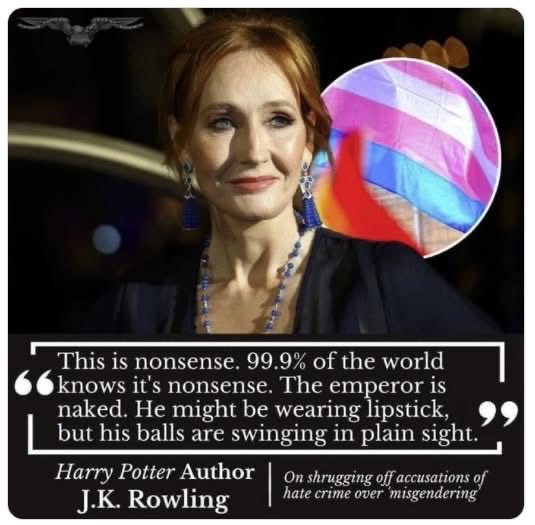 This is nonsense. 99.9% of the world
knows it's nonsense. The emperor is
naked. He might be wearing lipstick,
but his balls are swinging in plain sight.
Harry Potter Author
J.K. Rowling
On shrugging off accusations of
hate crime over 'misgendering'